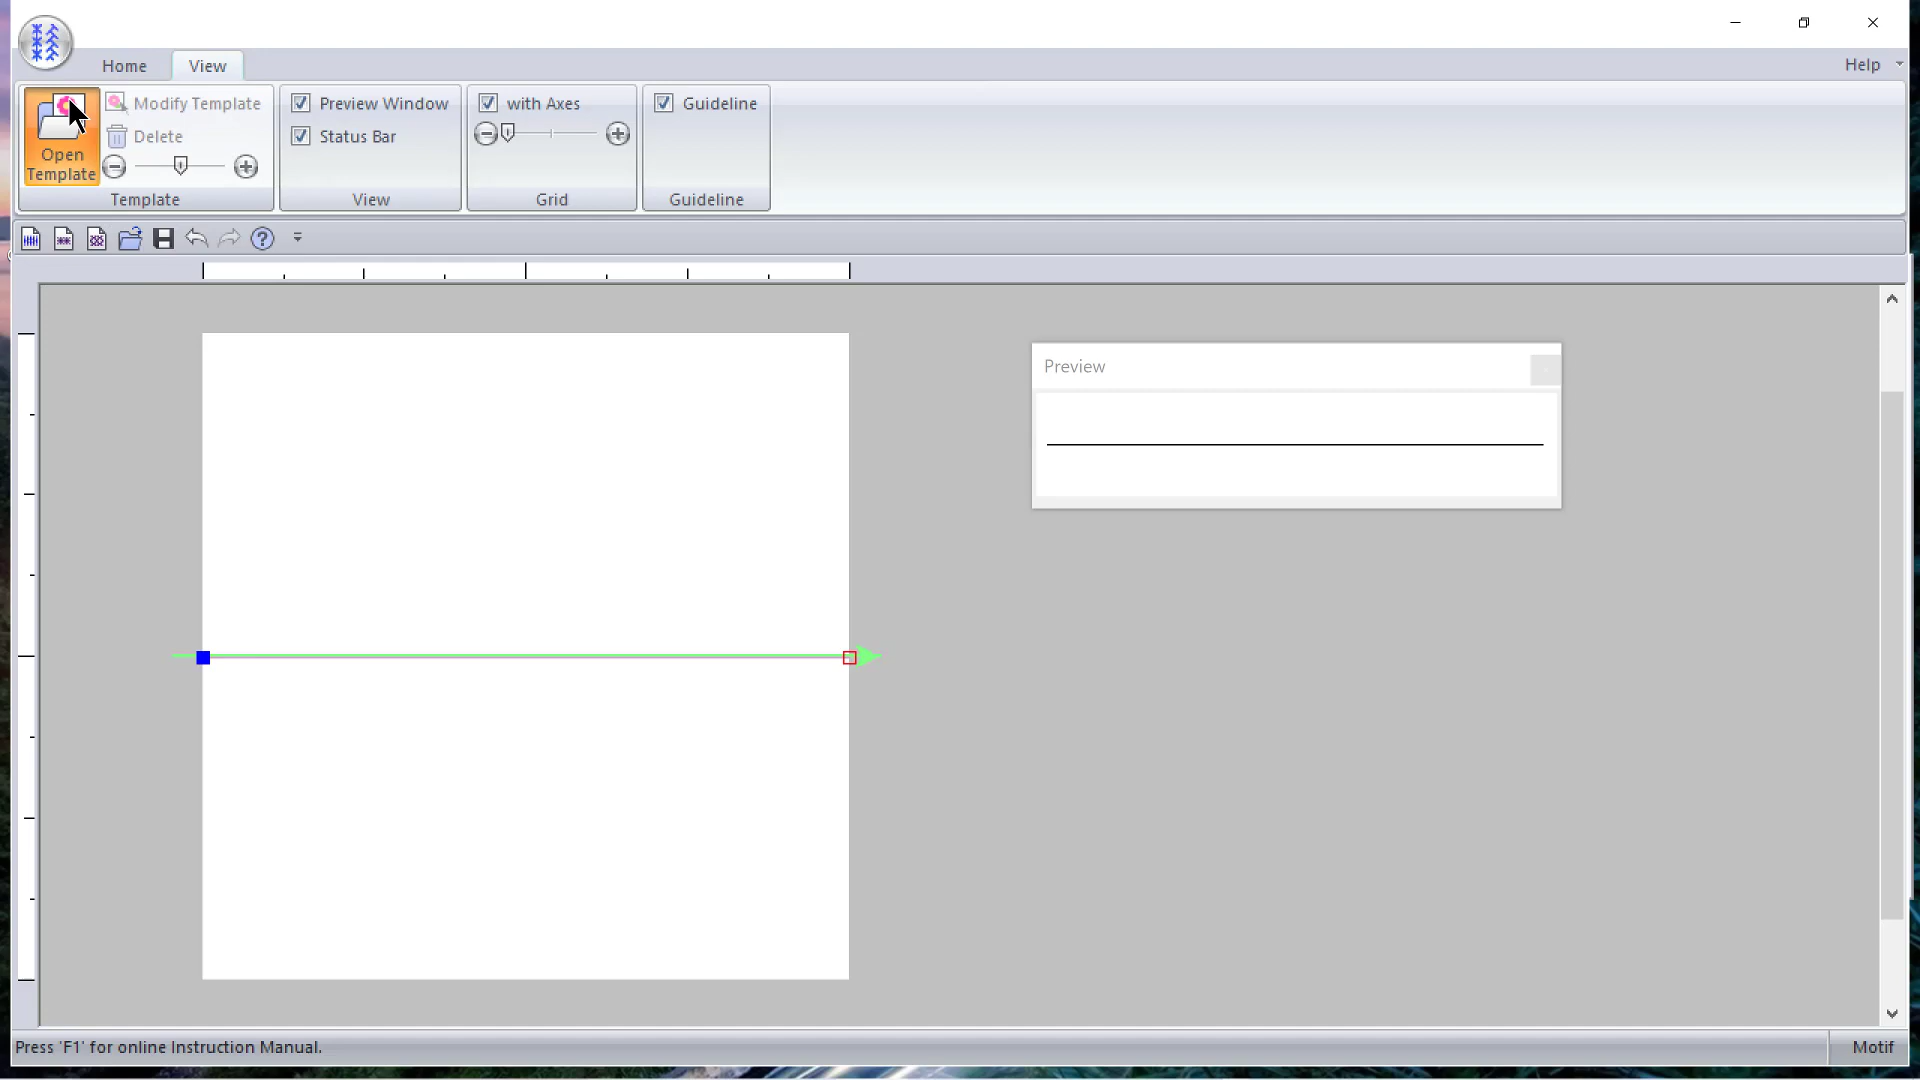 Home View Help
Open Template
Modify Template
Delete
Template
Preview Window
Status Bar
View
with Axes
Grid
Guideline
Guideline
Preview
Press 'F1' for online Instruction Manual.
Motif